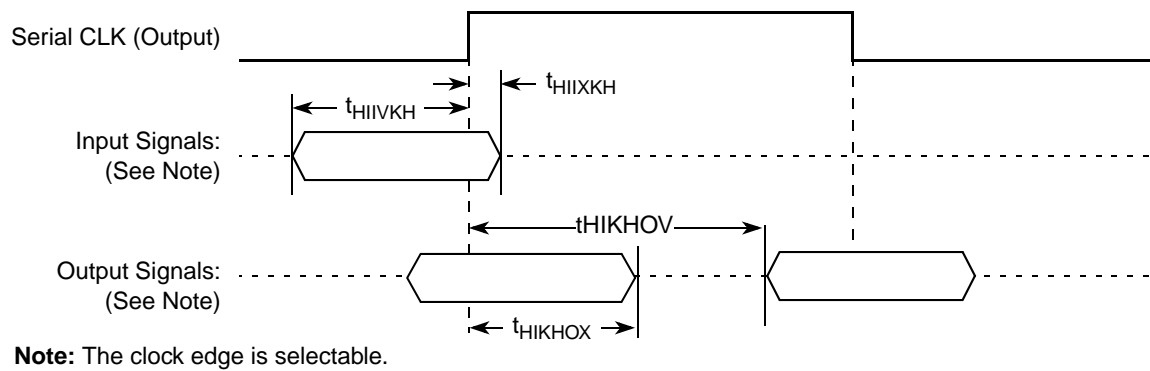 Serial CLK (Output)
tHIIXKH
tHIIVKH
Input Signals:
(See Note)
tHIKHOV
Output Signals:
(See Note)
tHIKHOX
Note: The clock edge is selectable.